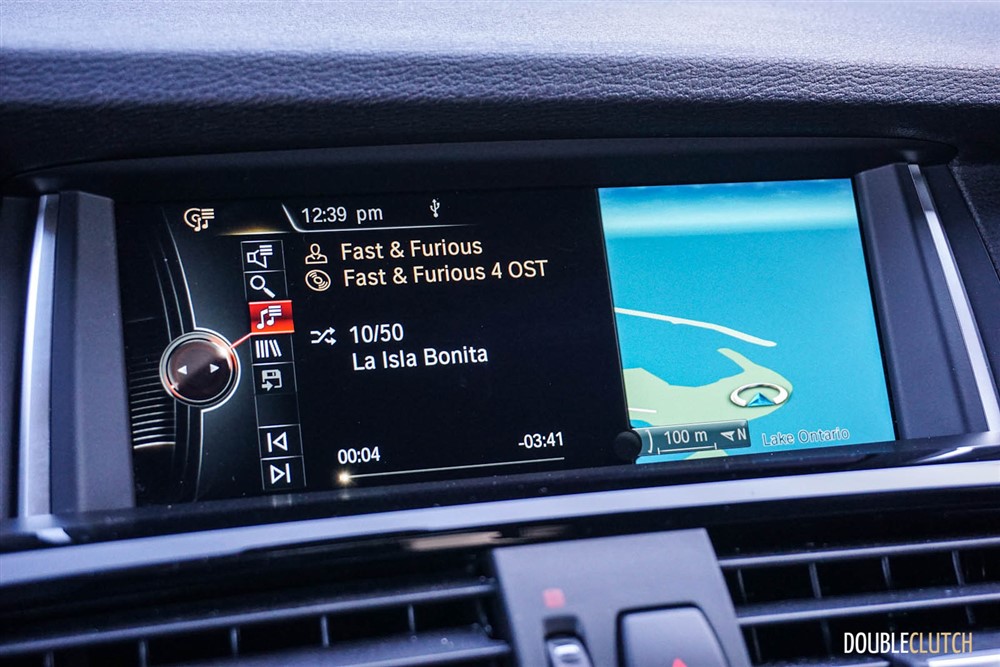 12:39 pm
Fast & Furious
Fast & Furious 4 OST
10/50
La Isla Bonita
00:04
-03:41
100 m
N
Lake Ontario
DOUBLECLUTCH